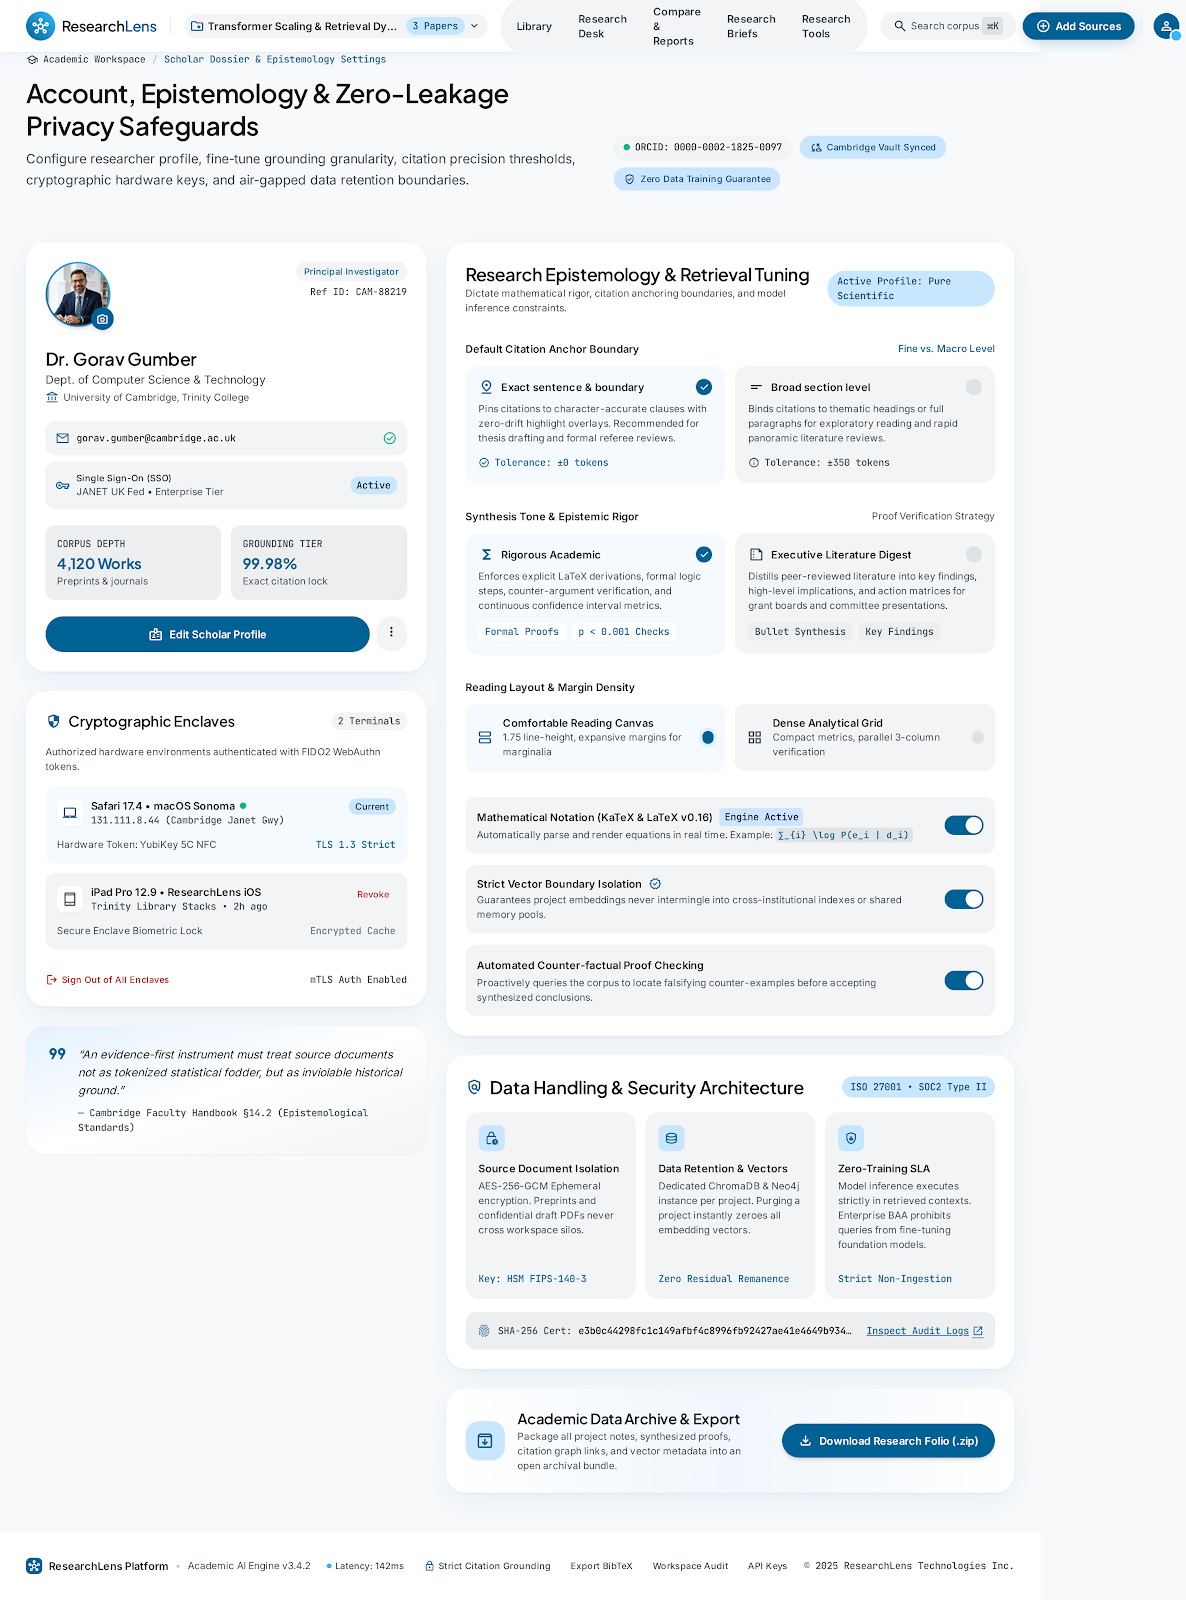 ResearchLens
Transformer Scaling & Retrieval Dy...
3 Papers
Library
Research Desk
Compare & Reports
Research Briefs
Research Tools
Search corpus ⌘K
Add Sources
Academic Workspace / Scholar Dossier & Epistemology Settings
Account, Epistemology & Zero-Leakage
Privacy Safeguards
Configure researcher profile, fine-tune grounding granularity, citation precision thresholds,
cryptographic hardware keys, and air-gapped data retention boundaries.
ORCID: 0000-0002-1825-0097
Cambridge Vault Synced
Zero Data Training Guarantee
Principal Investigator
Ref ID: CAM-88219
Dr. Gorav Gumber
Dept. of Computer Science & Technology
University of Cambridge, Trinity College
gorav.gumber@cambridge.ac.uk
Single Sign-On (SSO)
JANET UK Fed • Enterprise Tier
Active
CORPUS DEPTH
4,120 Works
Preprints & journals
GROUNDING TIER
99.98%
Exact citation lock
Edit Scholar Profile
Cryptographic Enclaves
2 Terminals
Authorized hardware environments authenticated with FIDO2 WebAuthn
tokens.
Safari 17.4 • macOS Sonoma
Current
131.111.8.44 (Cambridge Janet Gwy)
Hardware Token: YubiKey 5C NFC
TLS 1.3 Strict
iPad Pro 12.9 • ResearchLens iOS
Revoke
Trinity Library Stacks • 2h ago
Secure Enclave Biometric Lock
Encrypted Cache
Sign Out of All Enclaves
mTLS Auth Enabled
"An evidence-first instrument must treat source documents
not as tokenized statistical fodder, but as inviolable historical
ground."
— Cambridge Faculty Handbook §14.2 (Epistemological
Standards)
Research Epistemology & Retrieval Tuning
Dictate mathematical rigor, citation anchoring boundaries, and model
inference constraints.
Active Profile: Pure
Scientific
Default Citation Anchor Boundary
Fine vs. Macro Level
Exact sentence & boundary
Pins citations to character-accurate clauses with
zero-drift highlight overlays. Recommended for
thesis drafting and formal referee reviews.
Tolerance: ±0 tokens
Broad section level
Binds citations to thematic headings or full
paragraphs for exploratory reading and rapid
panoramic literature reviews.
Tolerance: ±350 tokens
Synthesis Tone & Epistemic Rigor
Proof Verification Strategy
Rigorous Academic
Enforces explicit LaTeX derivations, formal logic
steps, counter-argument verification, and
continuous confidence interval metrics.
Formal Proofs
p < 0.001 Checks
Executive Literature Digest
Distills peer-reviewed literature into key findings,
high-level implications, and action matrices for
grant boards and committee presentations.
Bullet Synthesis
Key Findings
Reading Layout & Margin Density
Comfortable Reading Canvas
1.75 line-height, expansive margins for
marginalia
Dense Analytical Grid
Compact metrics, parallel 3-column
verification
Mathematical Notation (KaTeX & LaTeX v0.16)
Engine Active
Automatically parse and render equations in real time. Example: ∑_{i} \log P(e_i | d_i)
Strict Vector Boundary Isolation
Guarantees project embeddings never intermingle into cross-institutional indexes or shared
memory pools.
Automated Counter-factual Proof Checking
Proactively queries the corpus to locate falsifying counter-examples before accepting
synthesized conclusions.
Data Handling & Security Architecture
ISO 27001 • SOC2 Type II
Source Document Isolation
AES-256-GCM Ephemeral
encryption. Preprints and
confidential draft PDFs never
cross workspace silos.
Key: HSM FIPS-140-3
Data Retention & Vectors
Dedicated ChromaDB & Neo4j
instance per project. Purging a
project instantly zeroes all
embedding vectors.
Zero Residual Remanence
Zero-Training SLA
Model inference executes
strictly in retrieved contexts.
Enterprise BAA prohibits
queries from fine-tuning
foundation models.
Strict Non-Ingestion
SHA-256 Cert: e3b0c44298fc1c149afbf4c8996fb92427ae41e4649b934…
Inspect Audit Logs
Academic Data Archive & Export
Package all project notes, synthesized proofs,
citation graph links, and vector metadata into an
open archival bundle.
Download Research Folio (.zip)
ResearchLens Platform • Academic AI Engine v3.4.2
Latency: 142ms
Strict Citation Grounding
Export BibTeX
Workspace Audit
API Keys
© 2025 ResearchLens Technologies Inc.